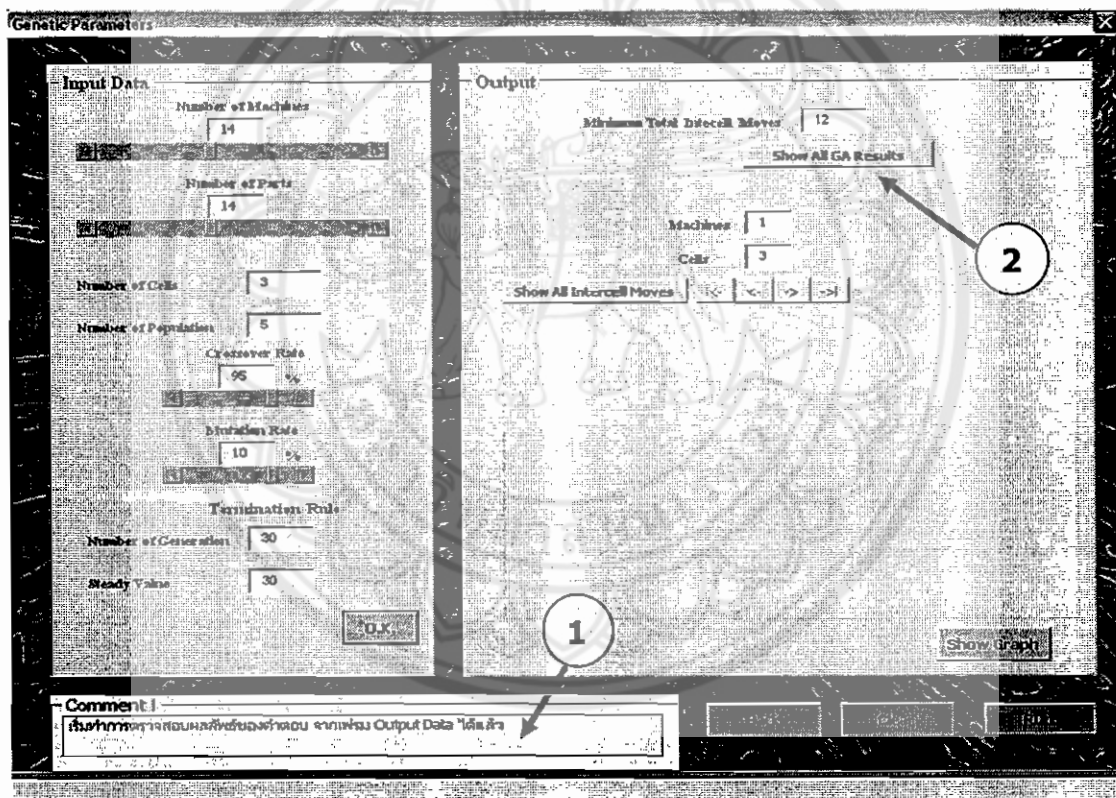 Genetic Parameters
Input Data
Number of Machines
14
Number of Parts
14
Number of Cells
3
Number of Population
5
Crossover Rate
95 %
Mutation Rate
10 %
Termination Rule
Number of Generation
30
Steady Value
30
O.K.
Output
Minimum Total Intecell Moves
12
Show All GA Results
2
Machines
1
Cells
3
Show All Intercell Moves
|<-
<-
->
->|
1
Show Graph
Comment !
เริ่มทำการตรวจสอบผลลัพธ์ของคำตอบ จากเฟรม Output Data ได้แล้ว